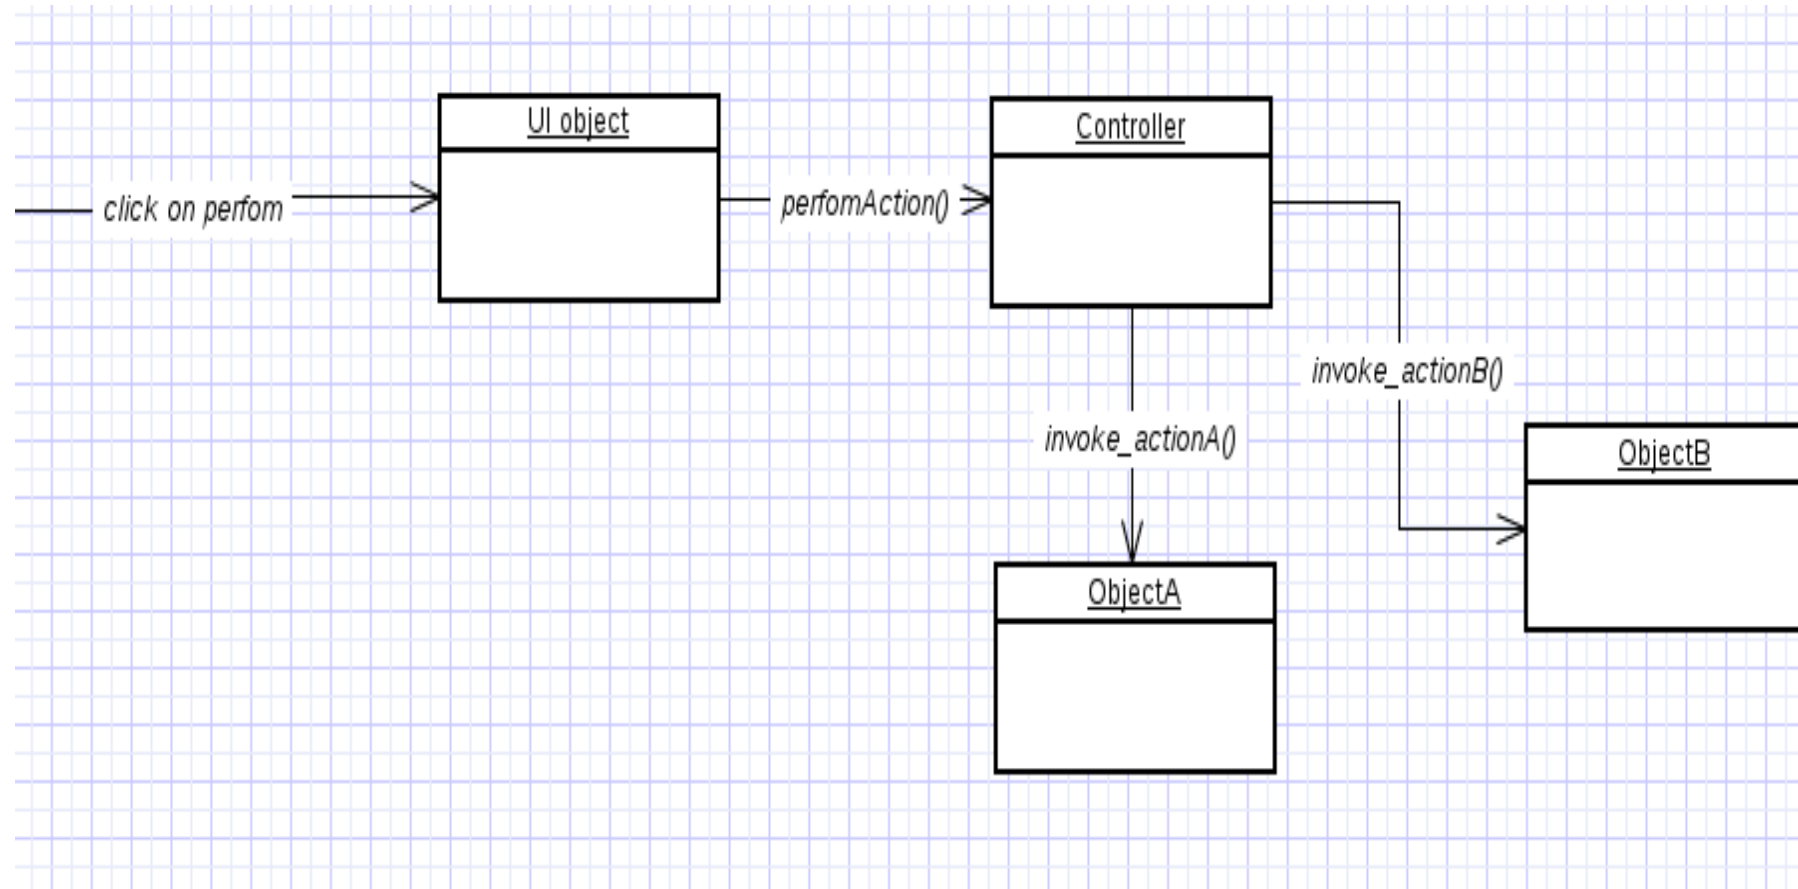 UI object
Controller
click on perfom
perfomAction()
invoke_actionB()
invoke_actionA()
ObjectB
ObjectA